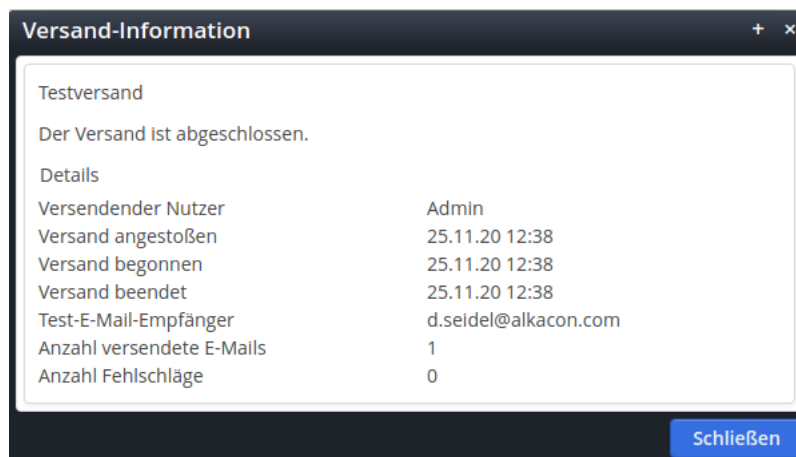 Versand-Information + ×
Testversand
Der Versand ist abgeschlossen.
Details
Versendender Nutzer Admin
Versand angestoßen 25.11.20 12:38
Versand begonnen 25.11.20 12:38
Versand beendet 25.11.20 12:38
Test-E-Mail-Empfänger d.seidel@alkacon.com
Anzahl versendete E-Mails 1
Anzahl Fehlschläge 0
Schließen